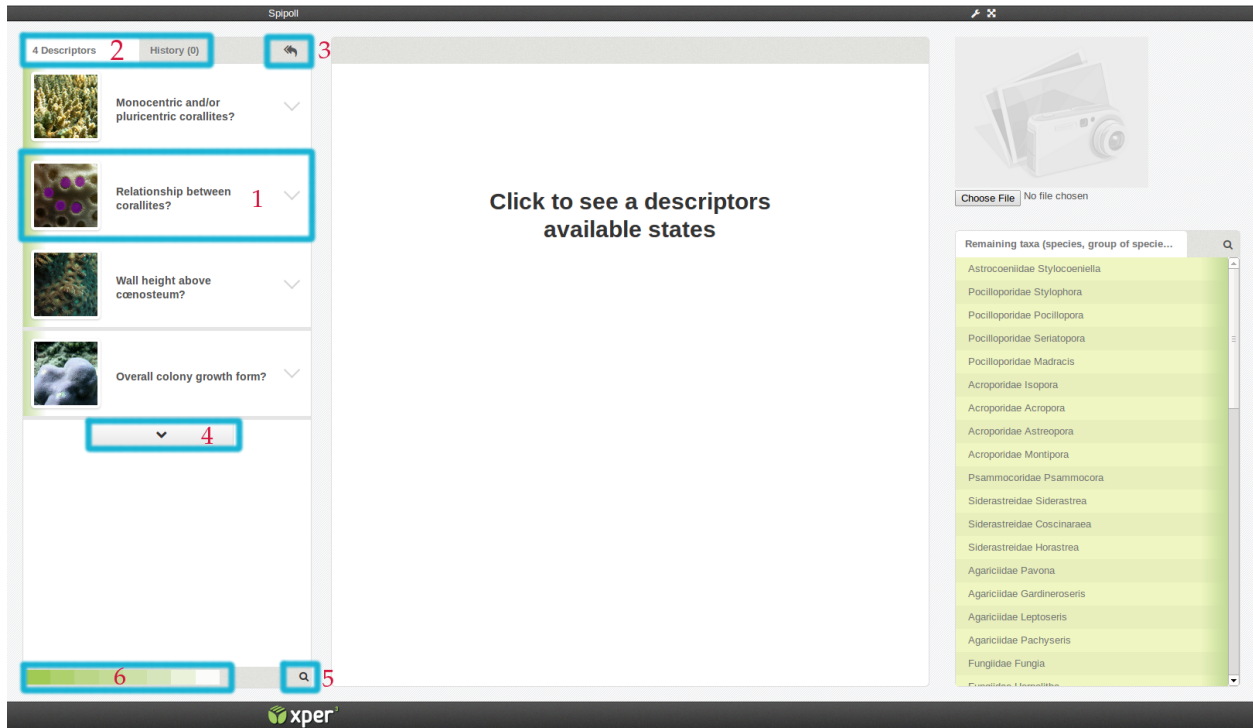 Spipoll
4 Descriptors 2 History (0) 3
Monocentric and/or
pluricentric corallites?
Relationship between
corallites?
1
Wall height above
cœnosteum?
Overall colony growth form?
4
6
5
Click to see a descriptors
available states
Choose File No file chosen
Remaining taxa (species, group of specie...
Astrocoeniidae Stylocoeniella
Pocilloporidae Stylophora
Pocilloporidae Pocillopora
Pocilloporidae Seriatopora
Pocilloporidae Madracis
Acroporidae Isopora
Acroporidae Acropora
Acroporidae Astreopora
Acroporidae Montipora
Psammocoridae Psammocora
Siderastreidae Siderastrea
Siderastreidae Coscinaraea
Siderastreidae Horastrea
Agariciidae Pavona
Agariciidae Gardineroseris
Agariciidae Leptoseris
Agariciidae Pachyseris
Fungiidae Fungia
xper³